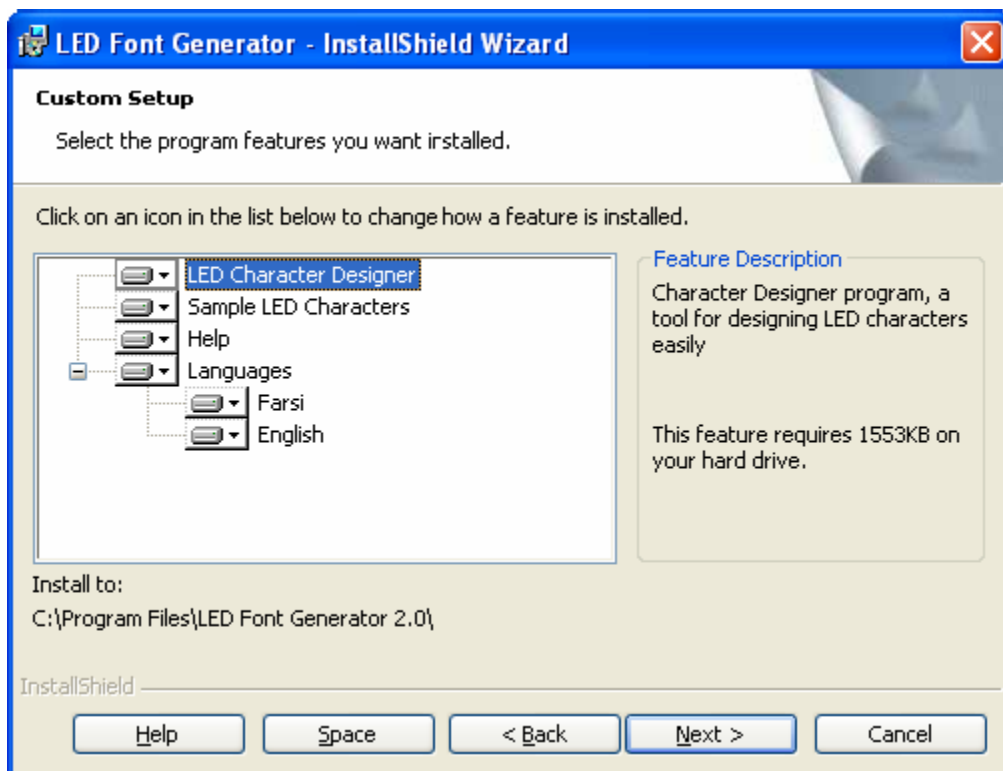 LED Font Generator - InstallShield Wizard
Custom Setup
Select the program features you want installed.
Click on an icon in the list below to change how a feature is installed.
LED Character Designer
Sample LED Characters
Help
Languages
Farsi
English
Feature Description
Character Designer program, a
tool for designing LED characters
easily
This feature requires 1553KB on
your hard drive.
Install to:
C:\Program Files\LED Font Generator 2.0\
InstallShield
Help
Space
< Back
Next >
Cancel